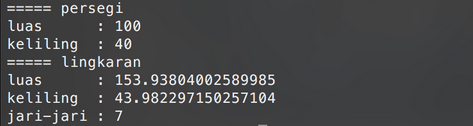 ===== persegi
luas      : 100
keliling  : 40
===== lingkaran
luas      : 153.93804002589985
keliling  : 43.982297150257104
jari-jari : 7